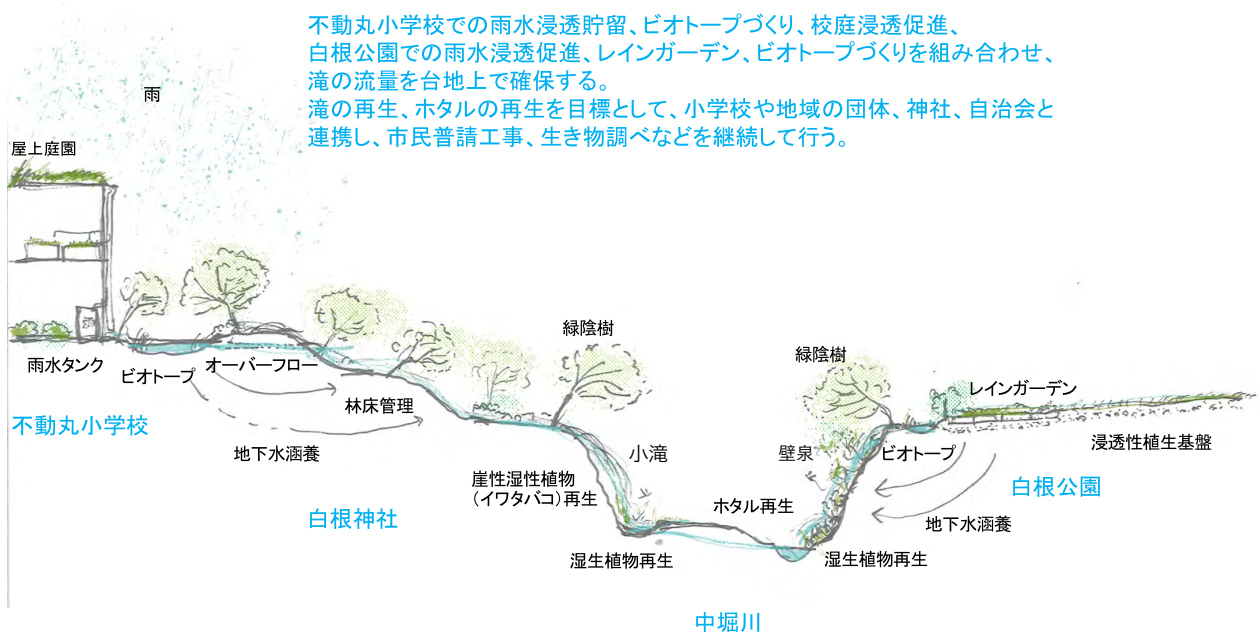 不動丸小学校での雨水浸透貯留、ビオトープづくり、校庭浸透促進、
白根公園での雨水浸透促進、レインガーデン、ビオトープづくりを組み合わせ、
滝の流量を台地上で確保する。
滝の再生、ホタルの再生を目標として、小学校や地域の団体、神社、自治会と
連携し、市民普請工事、生き物調べなどを継続して行う。
雨
屋上庭園
雨水タンク
ビオトープ
オーバーフロー
不動丸小学校
林床管理
地下水涵養
白根神社
緑陰樹
小滝
崖性湿性植物
(イワタバコ)再生
湿生植物再生
ホタル再生
中堀川
緑陰樹
壁泉
ビオトープ
湿生植物再生
レインガーデン
浸透性植生基盤
白根公園
地下水涵養